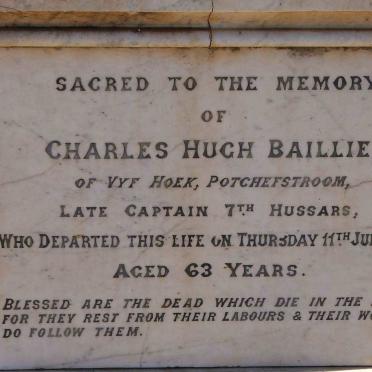 SACRED TO THE MEMORY
OF
CHARLES HUGH BAILLIE
OF VYF HOEK, POTCHEFSTROOM,
LATE CAPTAIN 7TH HUSSARS,
WHO DEPARTED THIS LIFE ON THURSDAY 11TH
AGED 63 YEARS.
BLESSED ARE THE DEAD WHICH DIE IN THE
FOR THEY REST FROM THEIR LABOURS & THEIR
DO FOLLOW THEM.